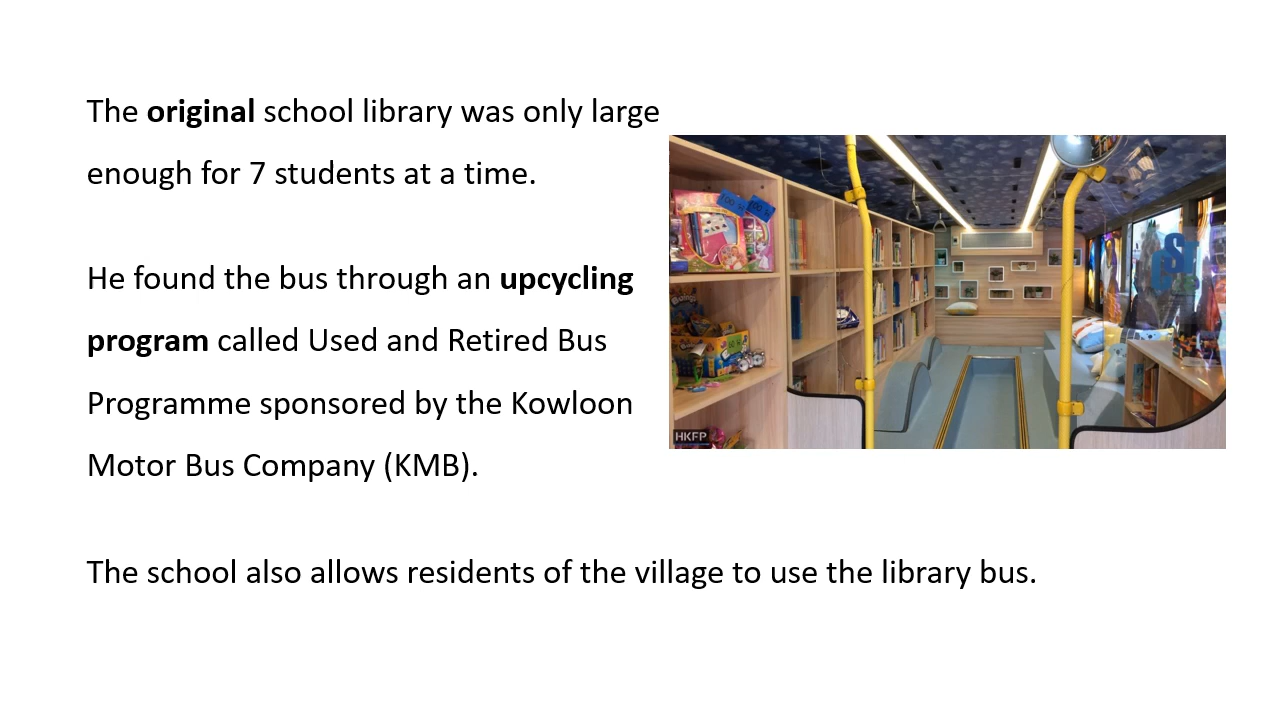 The original school library was only large
enough for 7 students at a time.
He found the bus through an upcycling
program called Used and Retired Bus
Programme sponsored by the Kowloon
Motor Bus Company (KMB).
The school also allows residents of the village to use the library bus.
HKFP